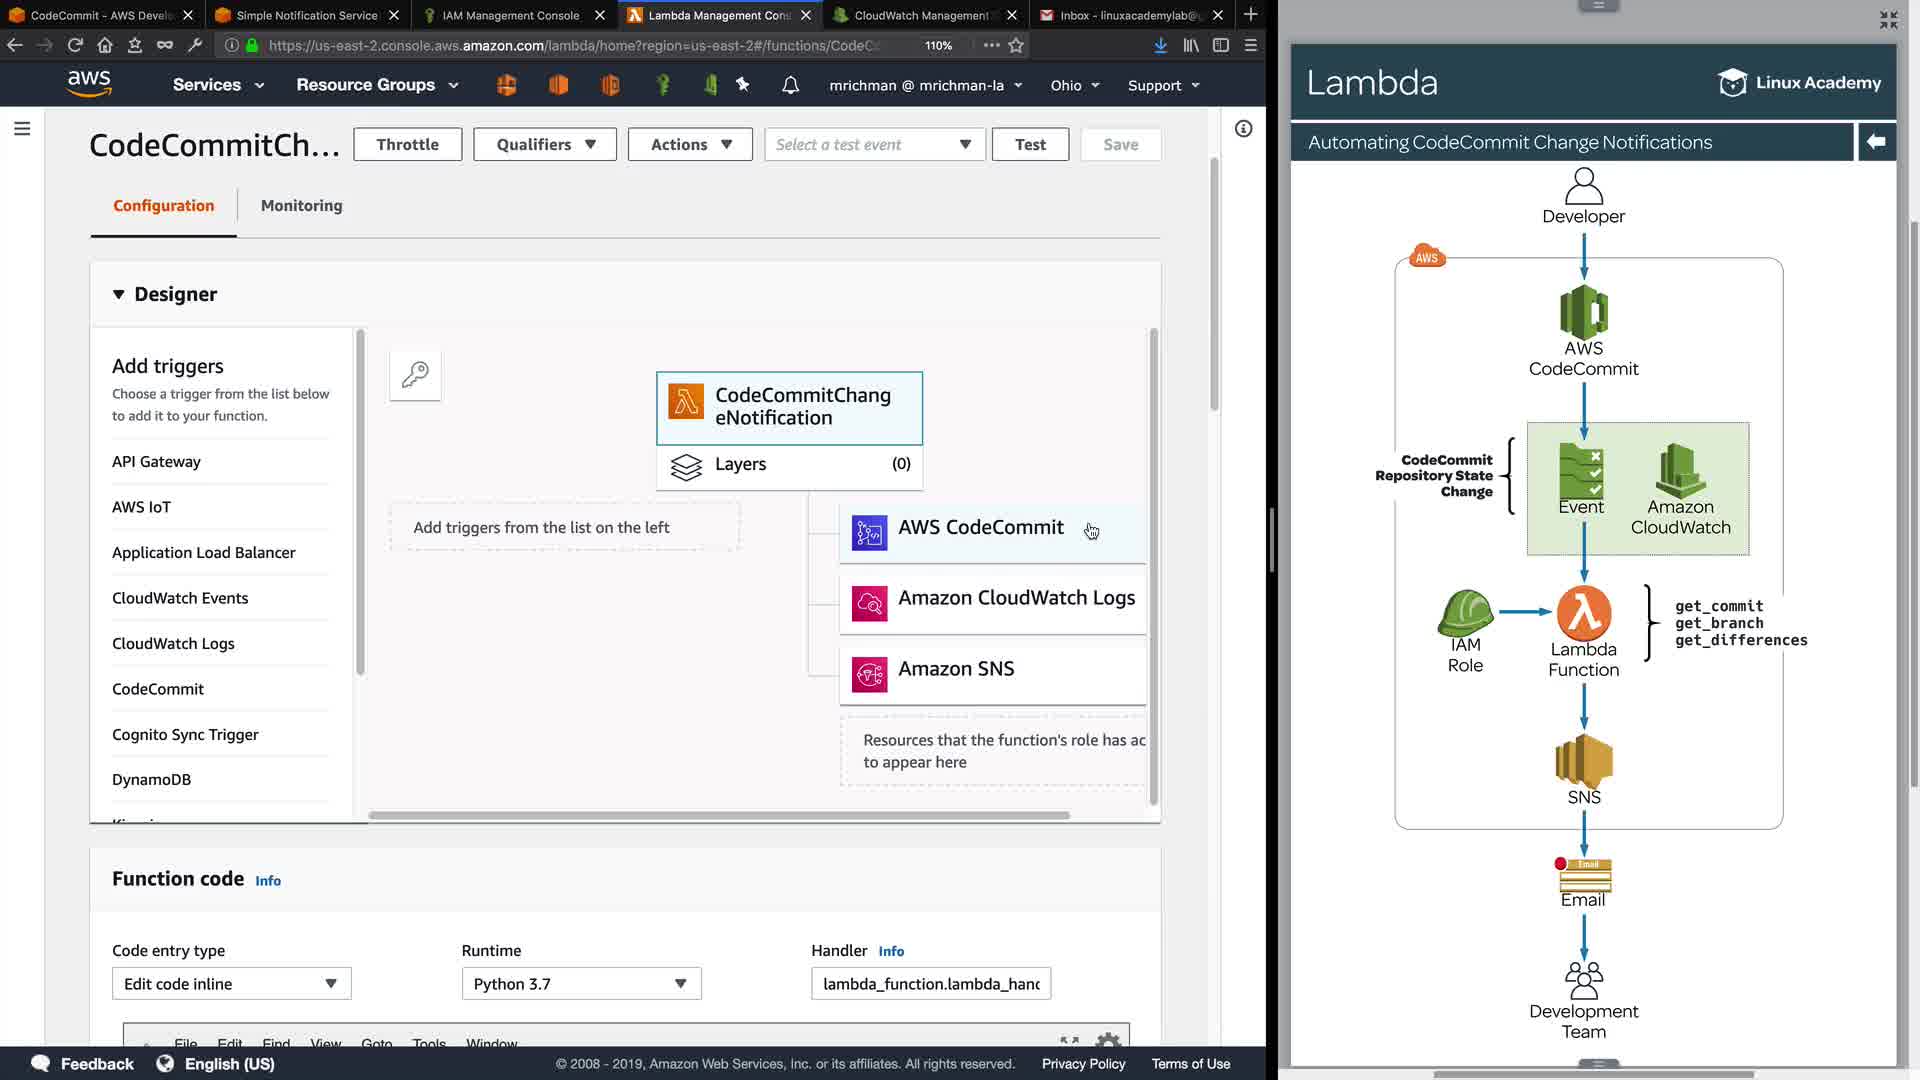 CodeCommit - AWS Develo
Simple Notification Service
IAM Management Console
Lambda Management Cons
CloudWatch Management
Inbox - linuxacademylab@g
https://us-east-2.console.aws.amazon.com/lambda/home?region=us-east-2#/functions/CodeC
110%
aws
Services
Resource Groups
mrichman @ mrichman-la
Ohio
Support
CodeCommitCh...
Throttle
Qualifiers
Actions
Select a test event
Test
Save
Configuration
Monitoring
Designer
Add triggers
Choose a trigger from the list below
to add it to your function.
API Gateway
AWS IoT
Application Load Balancer
CloudWatch Events
CloudWatch Logs
CodeCommit
Cognito Sync Trigger
DynamoDB
CodeCommitChang
eNotification
Layers
(0)
Add triggers from the list on the left
AWS CodeCommit
Amazon CloudWatch Logs
Amazon SNS
Resources that the function's role has ac
to appear here
Function code
Info
Code entry type
Edit code inline
Runtime
Python 3.7
Handler Info
lambda_function.lambda_hanc
File Edit Find View Goto Tools Window
Feedback
English (US)
© 2008 - 2019, Amazon Web Services, Inc. or its affiliates. All rights reserved.
Privacy Policy
Terms of Use
Lambda
Linux Academy
Automating CodeCommit Change Notifications
Developer
AWS
AWS
CodeCommit
CodeCommit
Repository State
Change
Event
Amazon
CloudWatch
IAM
Role
Lambda
Function
get_commit
get_branch
get_differences
SNS
Email
Email
Development
Team